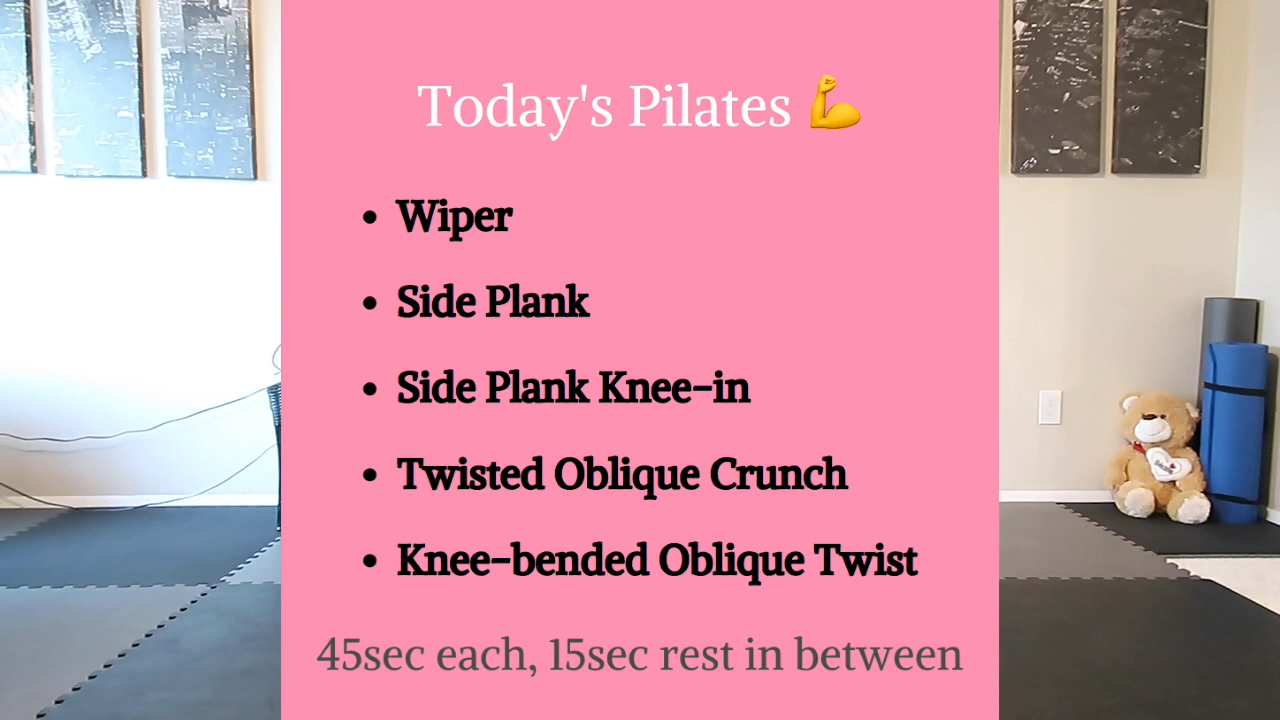 Today's Pilates 💪
• Wiper
• Side Plank
• Side Plank Knee-in
• Twisted Oblique Crunch
• Knee-bended Oblique Twist
45sec each, 15sec rest in between